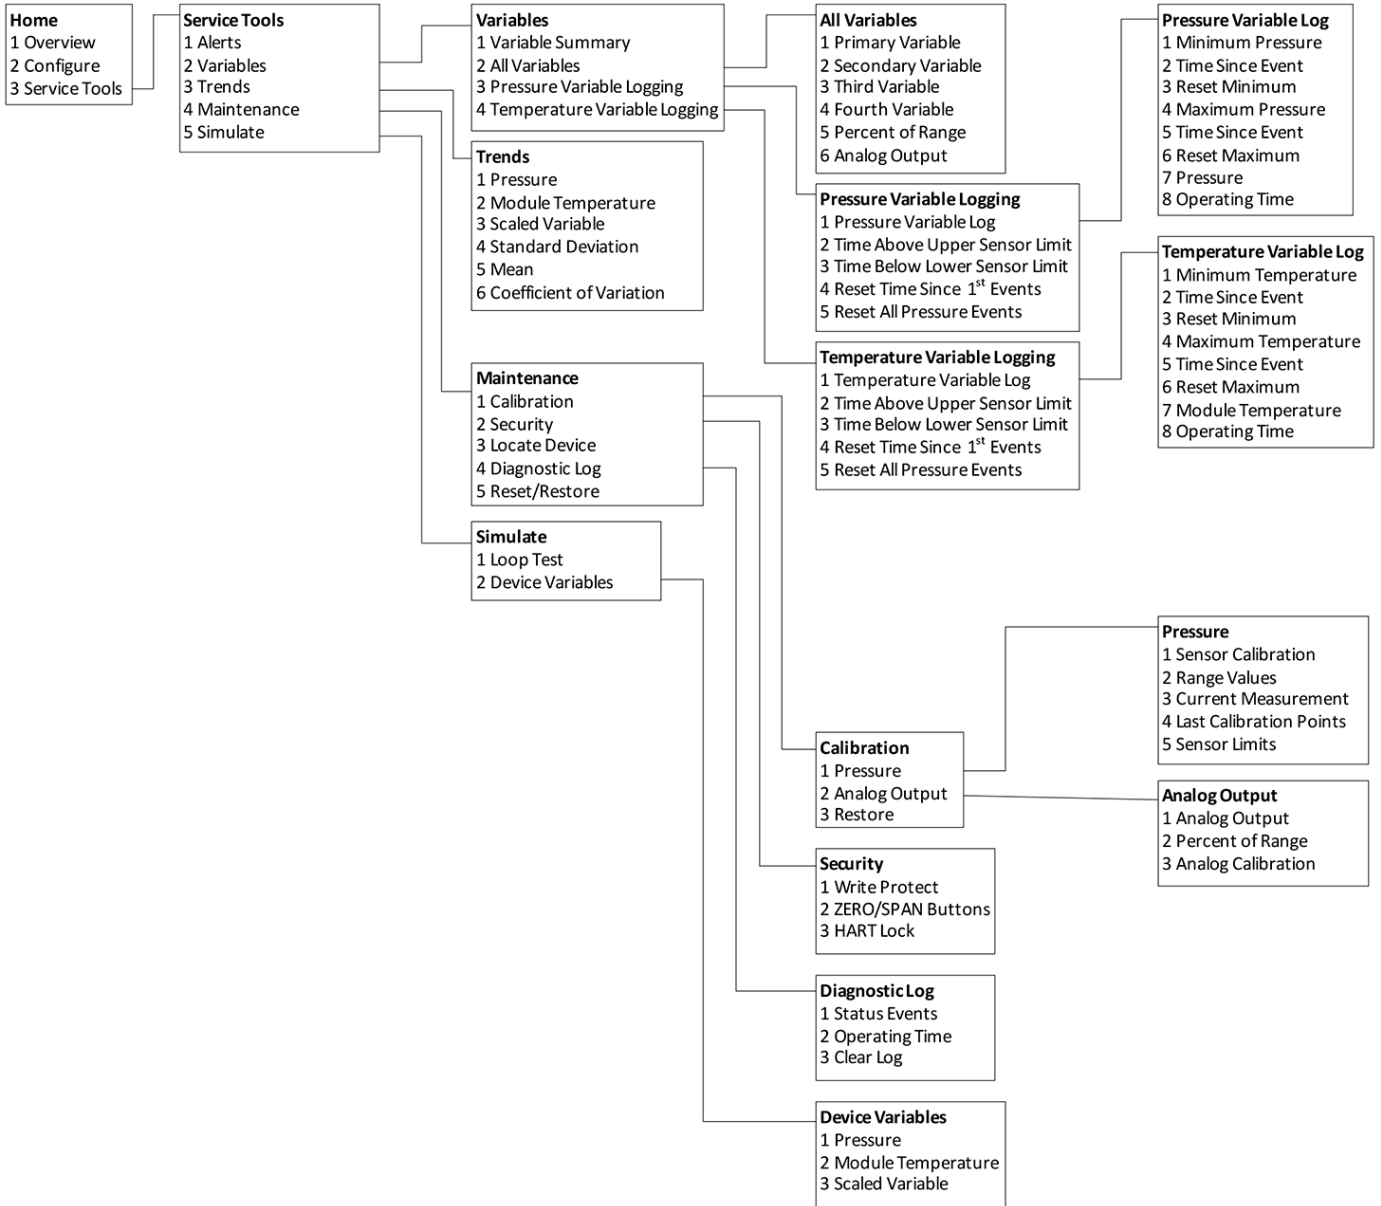 Home
1 Overview
2 Configure
3 Service Tools
Service Tools
1 Alerts
2 Variables
3 Trends
4 Maintenance
5 Simulate
Variables
1 Variable Summary
2 All Variables
3 Pressure Variable Logging
4 Temperature Variable Logging
Trends
1 Pressure
2 Module Temperature
3 Scaled Variable
4 Standard Deviation
5 Mean
6 Coefficient of Variation
Maintenance
1 Calibration
2 Security
3 Locate Device
4 Diagnostic Log
5 Reset/Restore
Simulate
1 Loop Test
2 Device Variables
All Variables
1 Primary Variable
2 Secondary Variable
3 Third Variable
4 Fourth Variable
5 Percent of Range
6 Analog Output
Pressure Variable Logging
1 Pressure Variable Log
2 Time Above Upper Sensor Limit
3 Time Below Lower Sensor Limit
4 Reset Time Since 1st Events
5 Reset All Pressure Events
Temperature Variable Logging
1 Temperature Variable Log
2 Time Above Upper Sensor Limit
3 Time Below Lower Sensor Limit
4 Reset Time Since 1st Events
5 Reset All Pressure Events
Calibration
1 Pressure
2 Analog Output
3 Restore
Security
1 Write Protect
2 ZERO/SPAN Buttons
3 HART Lock
Diagnostic Log
1 Status Events
2 Operating Time
3 Clear Log
Device Variables
1 Pressure
2 Module Temperature
3 Scaled Variable
Pressure Variable Log
1 Minimum Pressure
2 Time Since Event
3 Reset Minimum
4 Maximum Pressure
5 Time Since Event
6 Reset Maximum
7 Pressure
8 Operating Time
Temperature Variable Log
1 Minimum Temperature
2 Time Since Event
3 Reset Minimum
4 Maximum Temperature
5 Time Since Event
6 Reset Maximum
7 Module Temperature
8 Operating Time
Pressure
1 Sensor Calibration
2 Range Values
3 Current Measurement
4 Last Calibration Points
5 Sensor Limits
Analog Output
1 Analog Output
2 Percent of Range
3 Analog Calibration